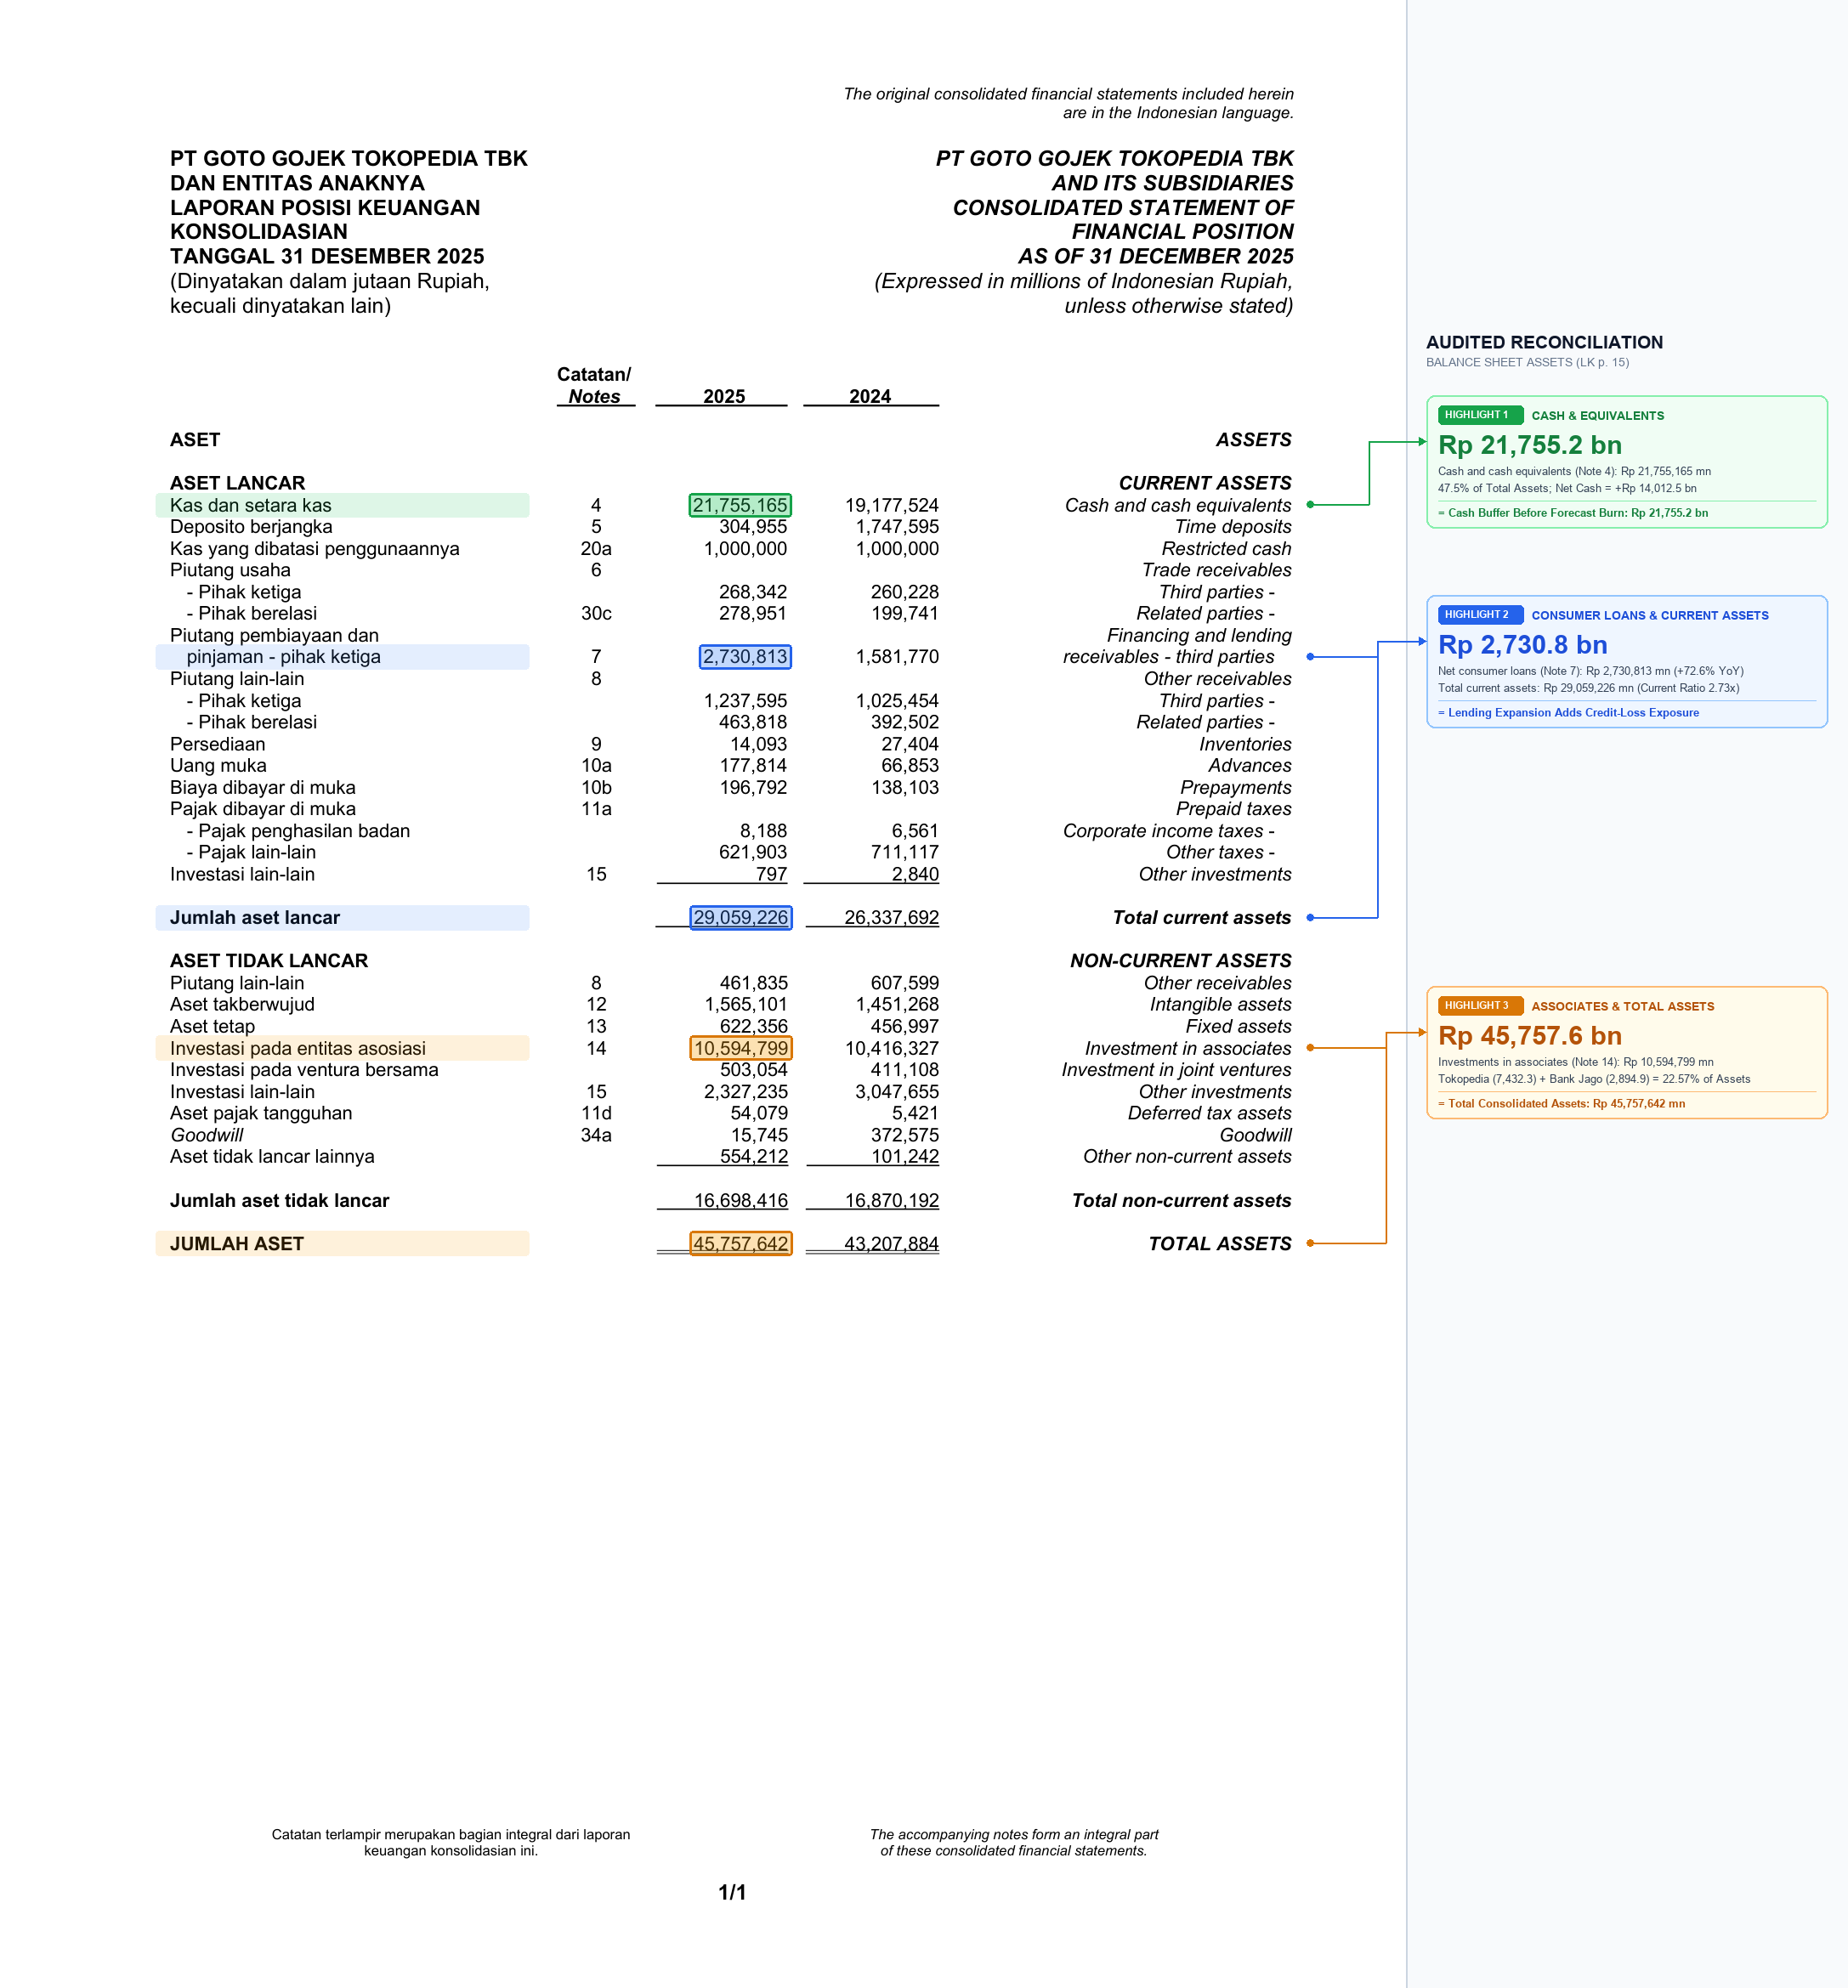 The original consolidated financial statements included herein
are in the Indonesian language.
PT GOTO GOJEK TOKOPEDIA TBK
DAN ENTITAS ANAKNYA
LAPORAN POSISI KEUANGAN
KONSOLIDASIAN
TANGGAL 31 DESEMBER 2025
(Dinyatakan dalam jutaan Rupiah,
kecuali dinyatakan lain)
PT GOTO GOJEK TOKOPEDIA TBK
AND ITS SUBSIDIARIES
CONSOLIDATED STATEMENT OF
FINANCIAL POSITION
AS OF 31 DECEMBER 2025
(Expressed in millions of Indonesian Rupiah,
unless otherwise stated)
Catatan/
Notes 2025 2024
ASET ASSETS
ASET LANCAR CURRENT ASSETS
Kas dan setara kas 4 21,755,165 19,177,524 Cash and cash equivalents
Deposito berjangka 5 304,955 1,747,595 Time deposits
Kas yang dibatasi penggunaannya 20a 1,000,000 1,000,000 Restricted cash
Piutang usaha 6 Trade receivables
- Pihak ketiga 268,342 260,228 Third parties -
- Pihak berelasi 30c 278,951 199,741 Related parties -
Piutang pembiayaan dan Financing and lending
pinjaman - pihak ketiga 7 2,730,813 1,581,770 receivables - third parties
Piutang lain-lain 8 Other receivables
- Pihak ketiga 1,237,595 1,025,454 Third parties -
- Pihak berelasi 463,818 392,502 Related parties -
Persediaan 9 14,093 27,404 Inventories
Uang muka 10a 177,814 66,853 Advances
Biaya dibayar di muka 10b 196,792 138,103 Prepayments
Pajak dibayar di muka 11a Prepaid taxes
- Pajak penghasilan badan 8,188 6,561 Corporate income taxes -
- Pajak lain-lain 621,903 711,117 Other taxes -
Investasi lain-lain 15 797 2,840 Other investments
Jumlah aset lancar 29,059,226 26,337,692 Total current assets
ASET TIDAK LANCAR NON-CURRENT ASSETS
Piutang lain-lain 8 461,835 607,599 Other receivables
Aset takberwujud 12 1,565,101 1,451,268 Intangible assets
Aset tetap 13 622,356 456,997 Fixed assets
Investasi pada entitas asosiasi 14 10,594,799 10,416,327 Investment in associates
Investasi pada ventura bersama 503,054 411,108 Investment in joint ventures
Investasi lain-lain 15 2,327,235 3,047,655 Other investments
Aset pajak tangguhan 11d 54,079 5,421 Deferred tax assets
Goodwill 34a 15,745 372,575 Goodwill
Aset tidak lancar lainnya 554,212 101,242 Other non-current assets
Jumlah aset tidak lancar 16,698,416 16,870,192 Total non-current assets
JUMLAH ASET 45,757,642 43,207,884 TOTAL ASSETS
Catatan terlampir merupakan bagian integral dari laporan
keuangan konsolidasian ini.
The accompanying notes form an integral part
of these consolidated financial statements.
1/1
AUDITED RECONCILIATION
BALANCE SHEET ASSETS (LK p. 15)
HIGHLIGHT 1 CASH & EQUIVALENTS
Rp 21,755.2 bn
Cash and cash equivalents (Note 4): Rp 21,755,165 mn
47.5% of Total Assets; Net Cash = +Rp 14,012.5 bn
= Cash Buffer Before Forecast Burn: Rp 21,755.2 bn
HIGHLIGHT 2 CONSUMER LOANS & CURRENT ASSETS
Rp 2,730.8 bn
Net consumer loans (Note 7): Rp 2,730,813 mn (+72.6% YoY)
Total current assets: Rp 29,059,226 mn (Current Ratio 2.73x)
= Lending Expansion Adds Credit-Loss Exposure
HIGHLIGHT 3 ASSOCIATES & TOTAL ASSETS
Rp 45,757.6 bn
Investments in associates (Note 14): Rp 10,594,799 mn
Tokopedia (7,432.3) + Bank Jago (2,894.9) = 22.57% of Assets
= Total Consolidated Assets: Rp 45,757,642 mn